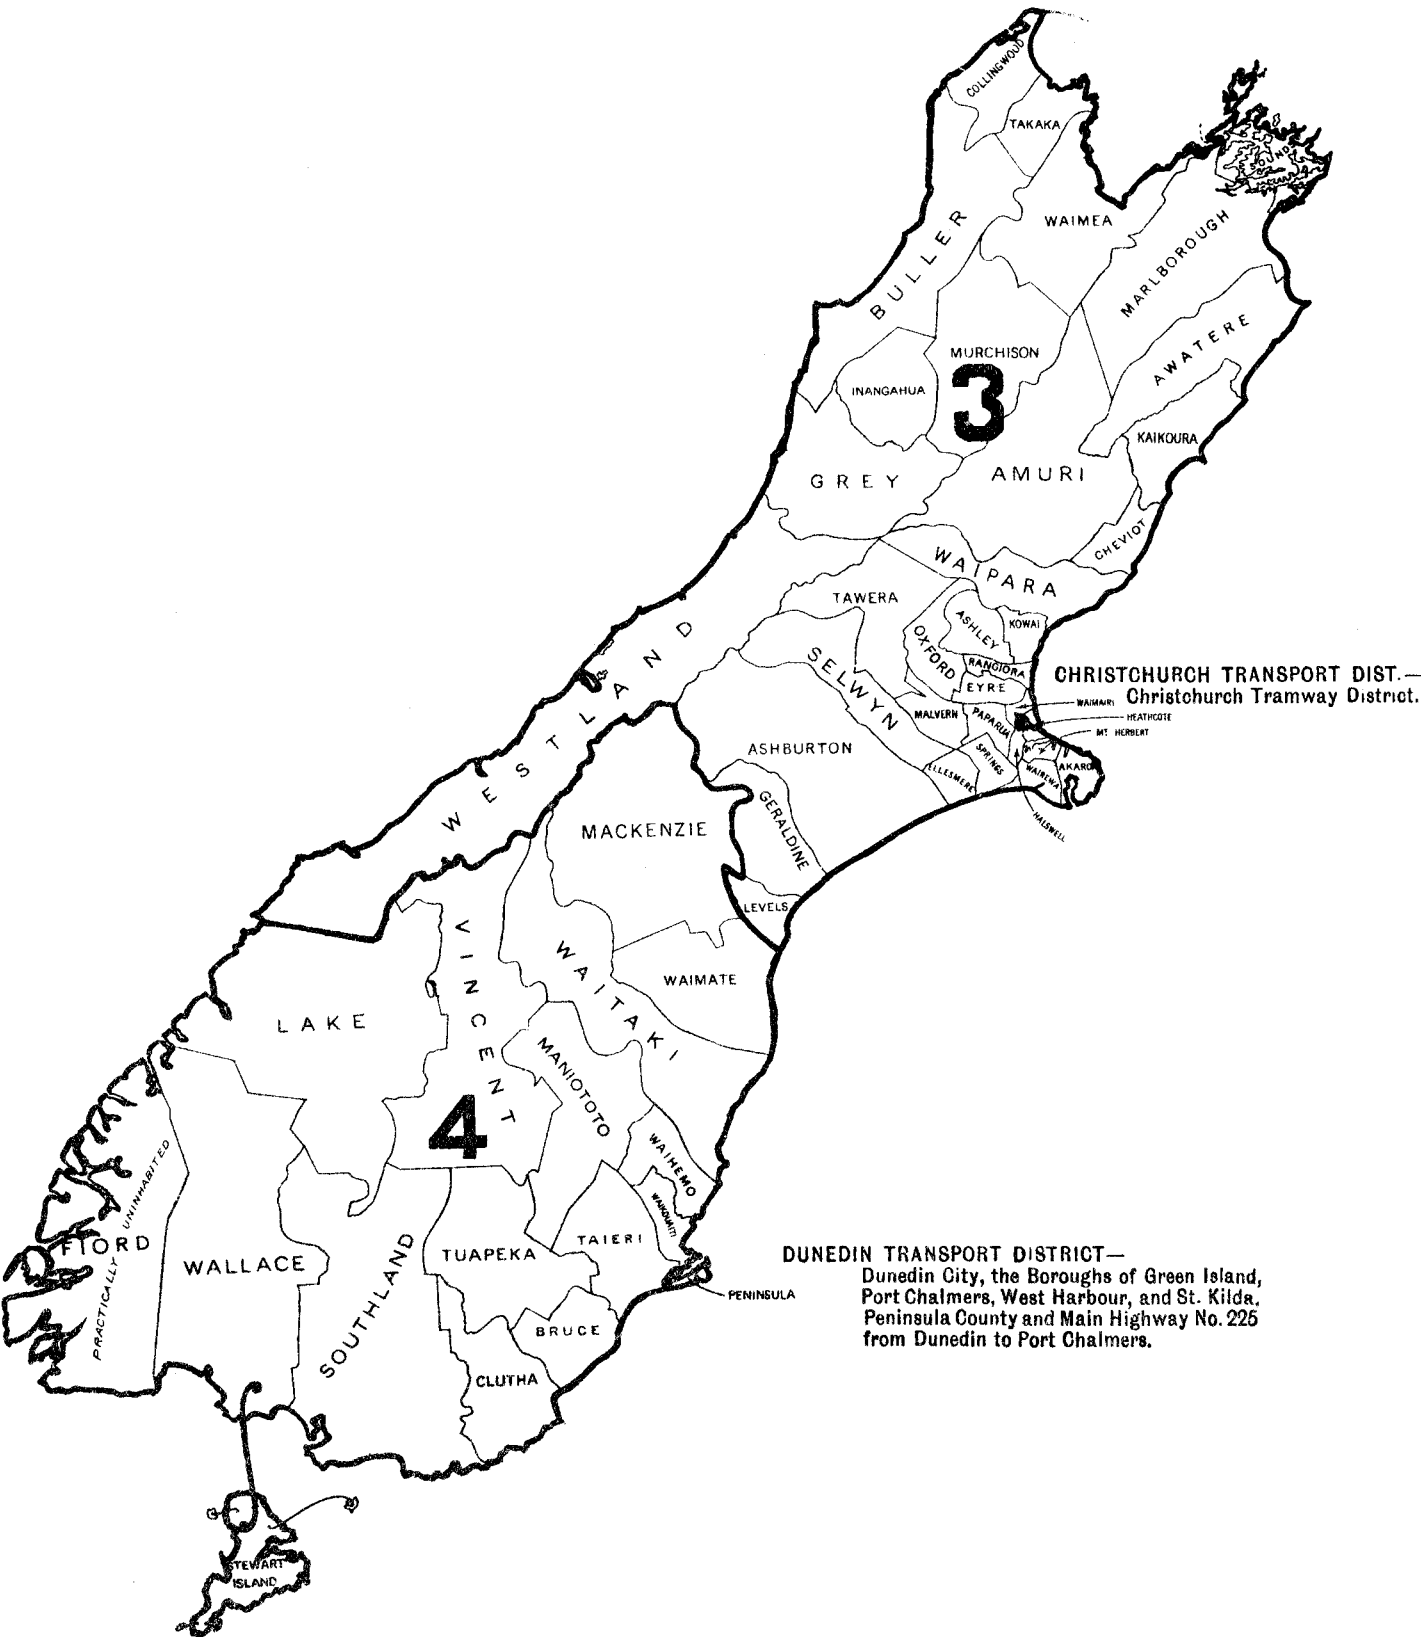 COLLINGWOOD
TAKAKA
SOUNDS
WAIMEA
BULLER
MARLBOROUGH
AWATERE
MURCHISON
INANGAHUA
3
KAIKOURA
GREY
AMURI
CHEVIOT
WAIPARA
TAWERA
ASHLEY
KOWAI
OXFORD
RANGIORA
EYRE
SELWYN
MALVERN
PAPARUA
CHRISTCHURCH TRANSPORT DIST.—
Christchurch Tramway District.
WAIMAIRI
HEATHCOTE
MT HERBERT
WESTLAND
ASHBURTON
ELLESMERE
SPRINGS
WAIREWA
AKAROA
HALSWELL
GERALDINE
MACKENZIE
LEVELS
VINCENT
WAITAKI
WAIMATE
LAKE
MANIOTOTO
4
WAIHEMO
WAIKOUAITI
FIORD
PRACTICALLY UNINHABITED
WALLACE
SOUTHLAND
TUAPEKA
TAIERI
PENINSULA
BRUCE
CLUTHA
DUNEDIN TRANSPORT DISTRICT—
Dunedin City, the Boroughs of Green Island,
Port Chalmers, West Harbour, and St. Kilda.
Peninsula County and Main Highway No. 225
from Dunedin to Port Chalmers.
STEWART
ISLAND